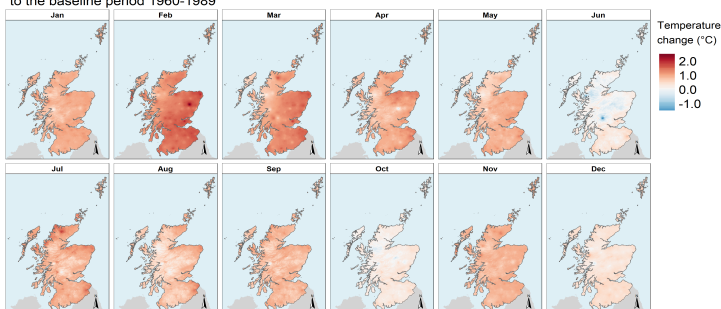 to the baseline period 1960-1989
Jan Feb Mar Apr May Jun
Temperature
change (°C)
2.0
1.0
0.0
-1.0
Jul Aug Sep Oct Nov Dec